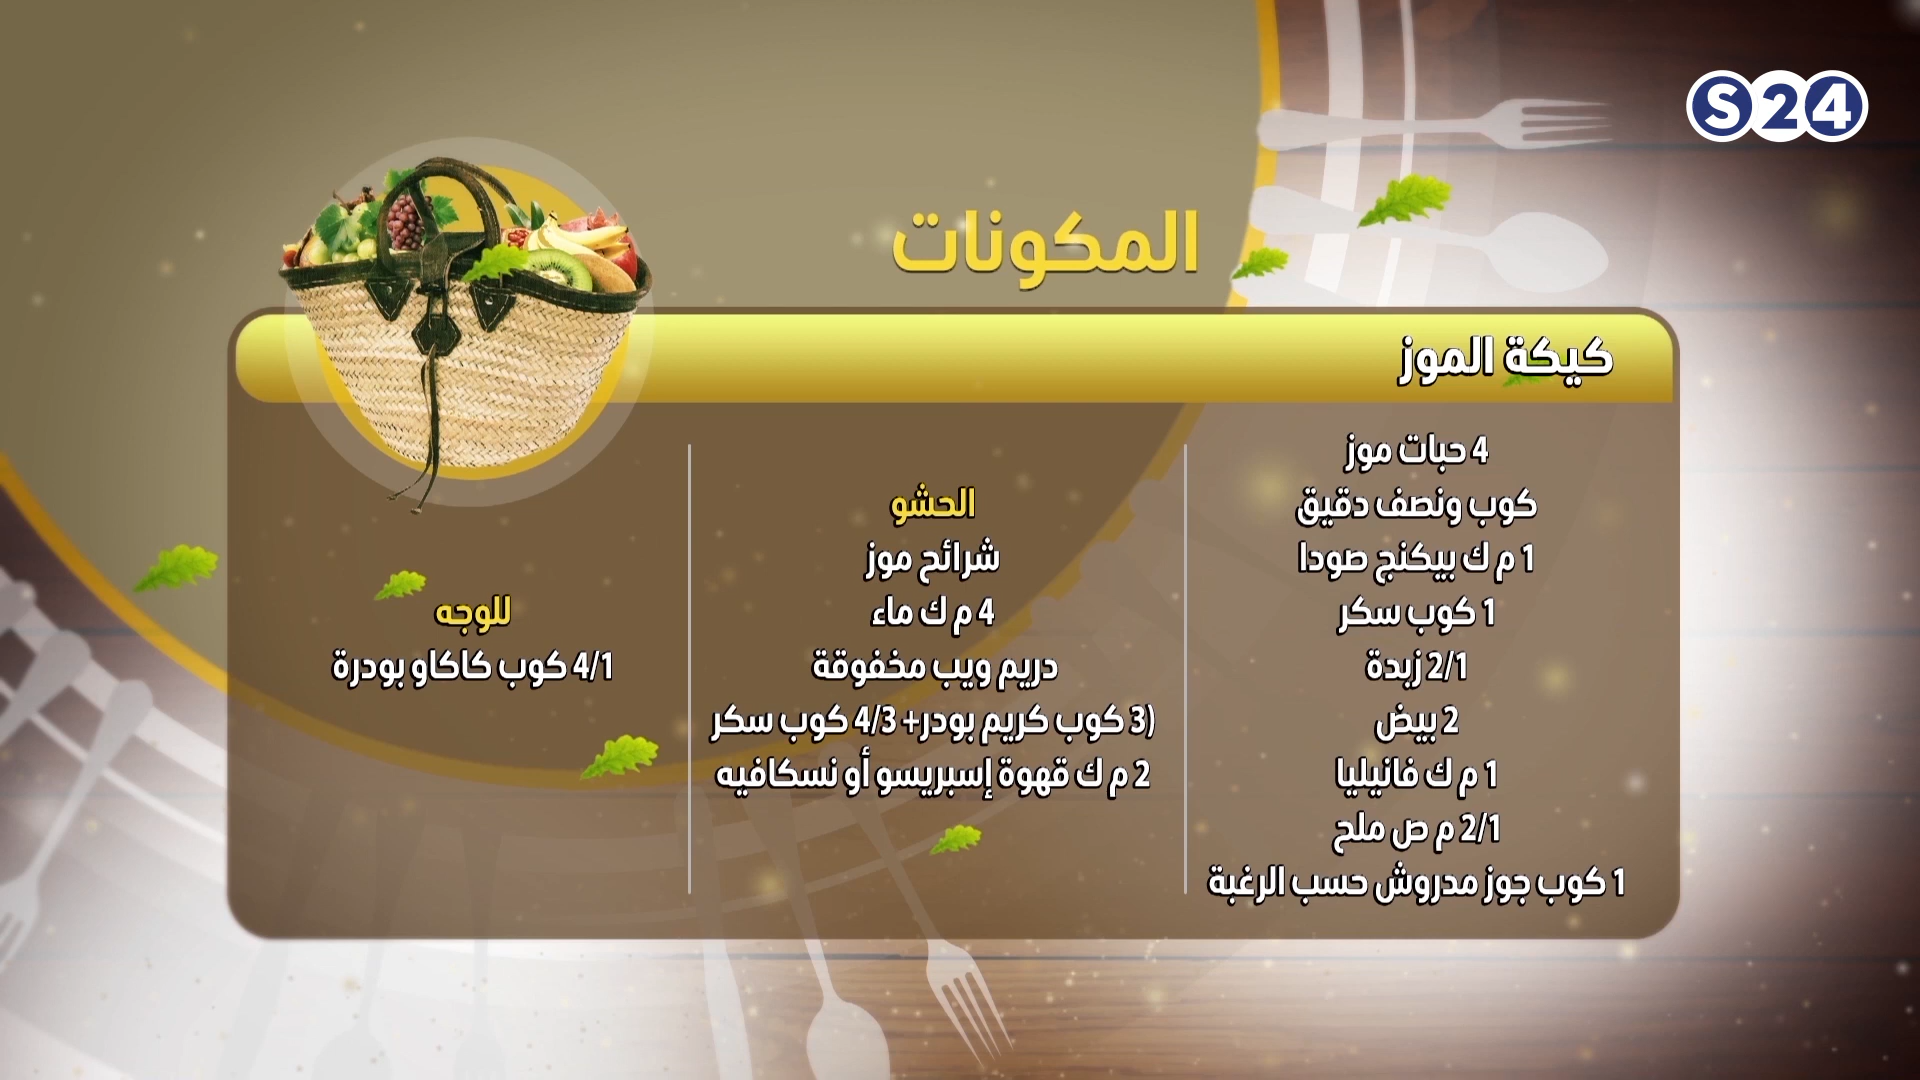 S24
المكونات
كيكة الموز
4 حبات موز
كوب ونصف دقيق
1 م ك بيكنج صودا
1 كوب سكر
2/1 زبدة
2 بيض
1 م ك فانيليا
2/1 م ص ملح
1 كوب جوز مدروش حسب الرغبة
الحشو
شرائح موز
4 م ك ماء
دريم ويب مخفوقة
(3 كوب كريم بودر+ 4/3 كوب سكر
2 م ك قهوة إسبريسو أو نسكافيه
للوجه
4/1 كوب كاكاو بودرة